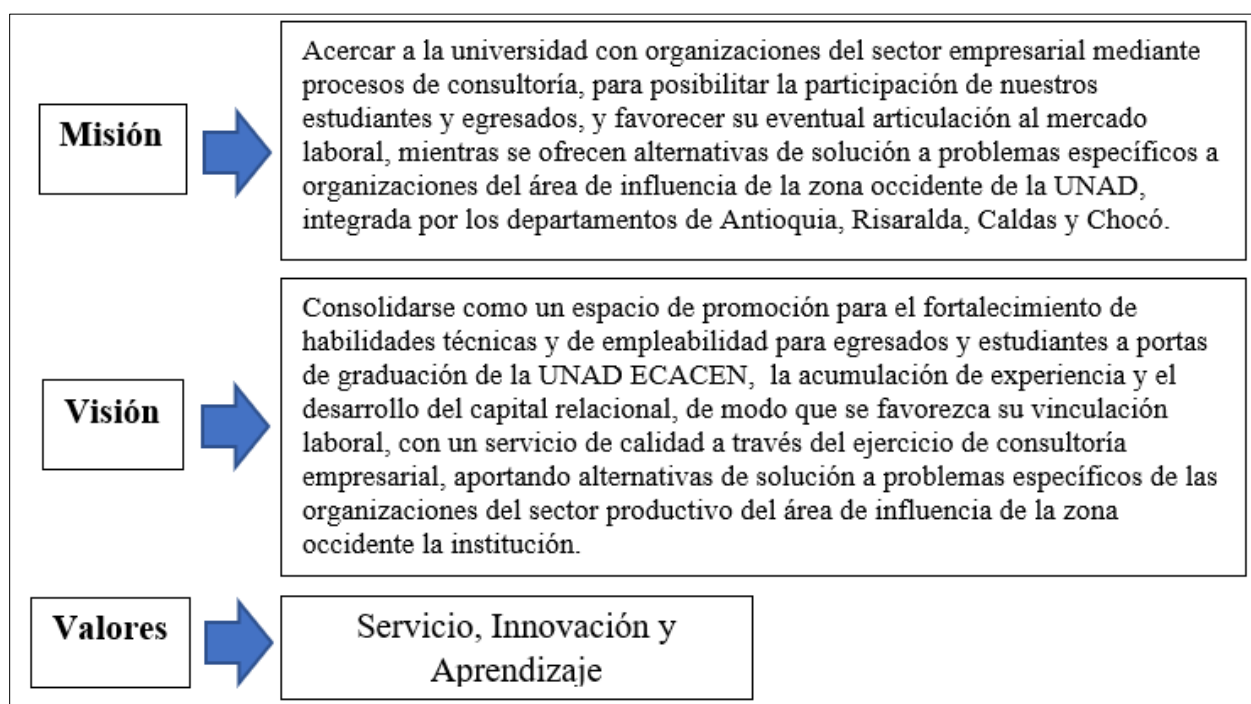 Misión
Acercar a la universidad con organizaciones del sector empresarial mediante
procesos de consultoría, para posibilitar la participación de nuestros
estudiantes y egresados, y favorecer su eventual articulación al mercado
laboral, mientras se ofrecen alternativas de solución a problemas específicos a
organizaciones del área de influencia de la zona occidente de la UNAD,
integrada por los departamentos de Antioquia, Risaralda, Caldas y Chocó.
Visión
Consolidarse como un espacio de promoción para el fortalecimiento de
habilidades técnicas y de empleabilidad para egresados y estudiantes a portas
de graduación de la UNAD ECACEN, la acumulación de experiencia y el
desarrollo del capital relacional, de modo que se favorezca su vinculación
laboral, con un servicio de calidad a través del ejercicio de consultoría
empresarial, aportando alternativas de solución a problemas específicos de las
organizaciones del sector productivo del área de influencia de la zona
occidente la institución.
Valores
Servicio, Innovación y
Aprendizaje